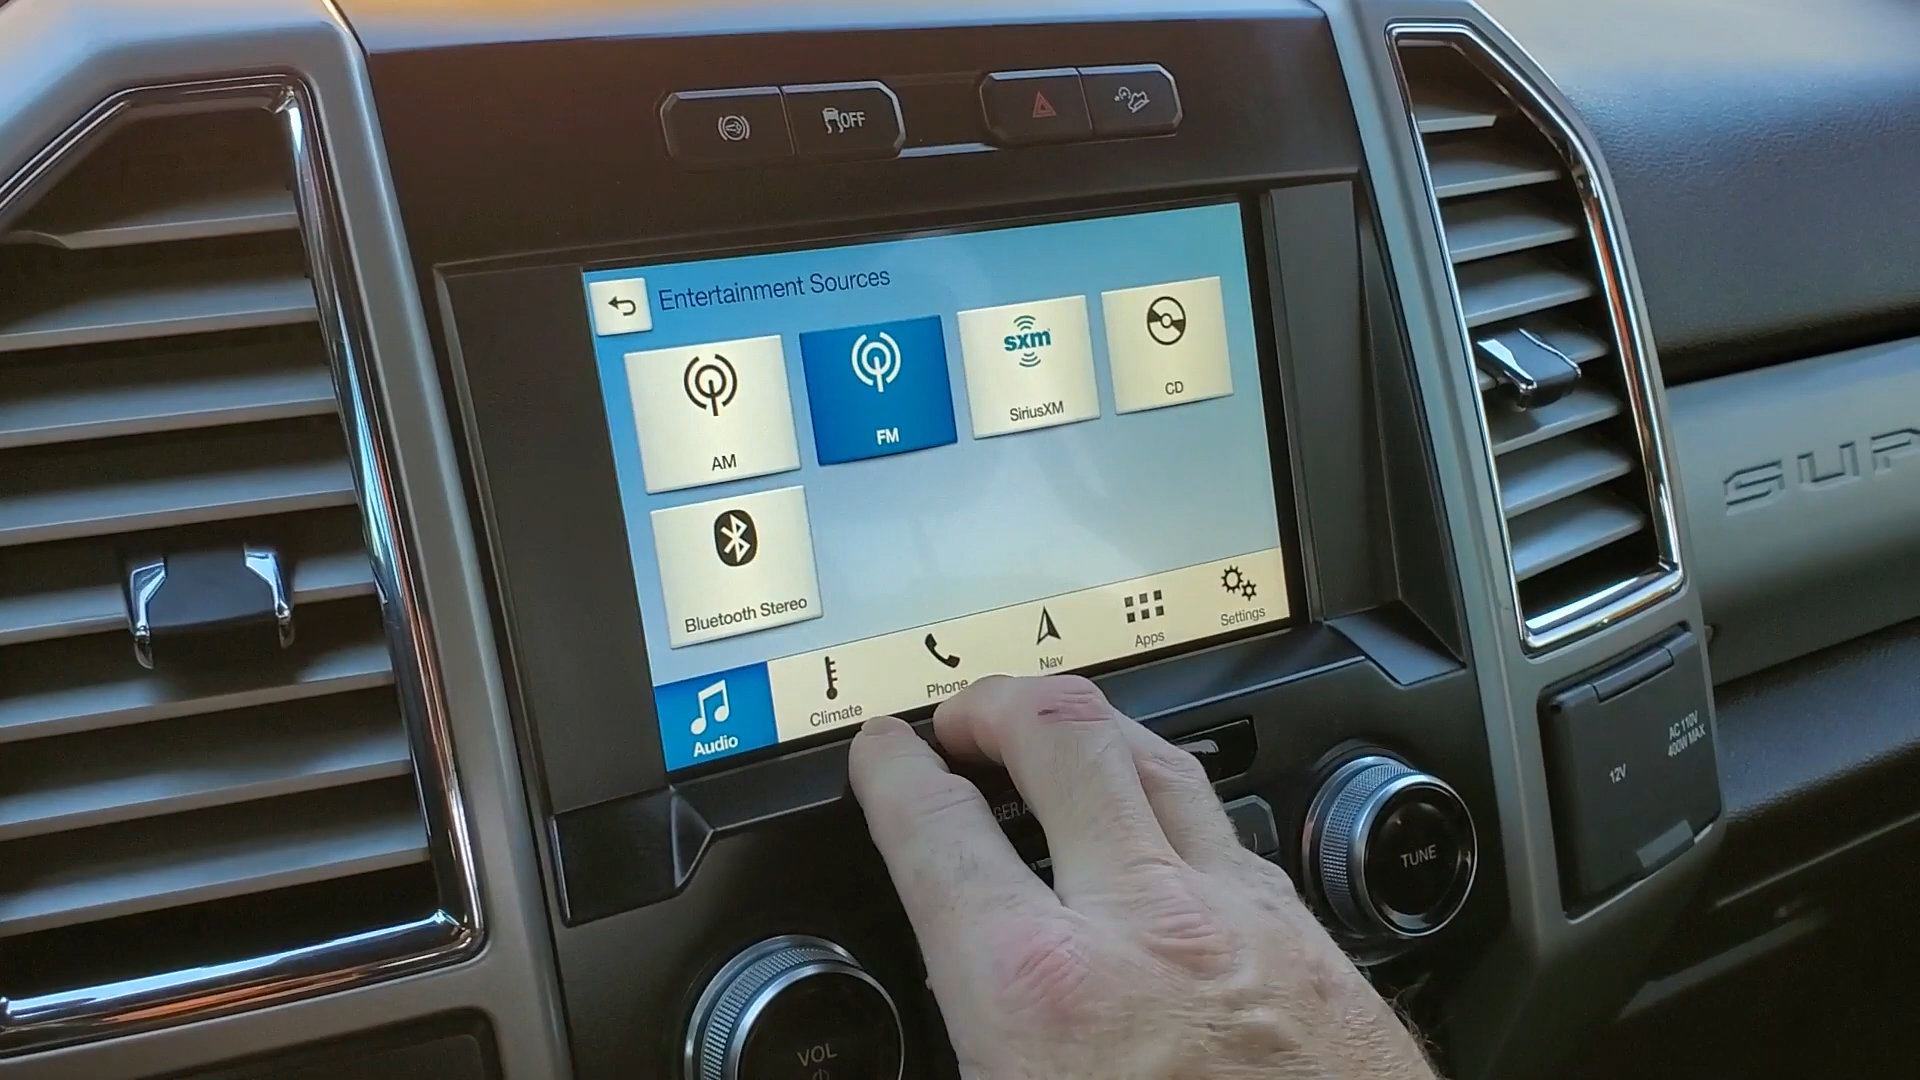 OFF
Entertainment Sources
AM
FM
sxm
SiriusXM
CD
Bluetooth Stereo
Audio
Climate
Phone
Nav
Apps
Settings
TUNE
VOL
12V
AC 110V
400W MAX